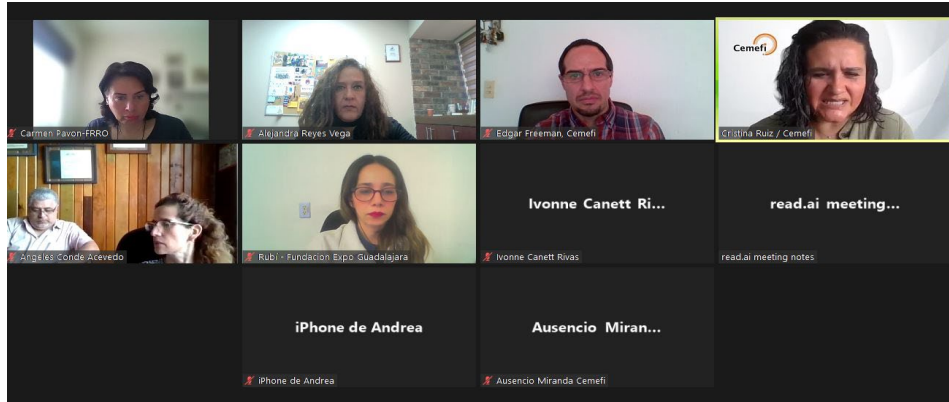 Cemefi
Carmen Pavon-FRRO
Alejandra Reyes Vega
Edgar Freeman, Cemefi
Cristina Ruiz / Cemefi
Ivonne Canett Ri...
read.ai meeting...
Angeles Conde Acevedo
Rubí - Fundacion Expo Guadalajara
Ivonne Canett Rivas
read.ai meeting notes
iPhone de Andrea
Ausencio Miran...
iPhone de Andrea
Ausencio Miranda Cemefi